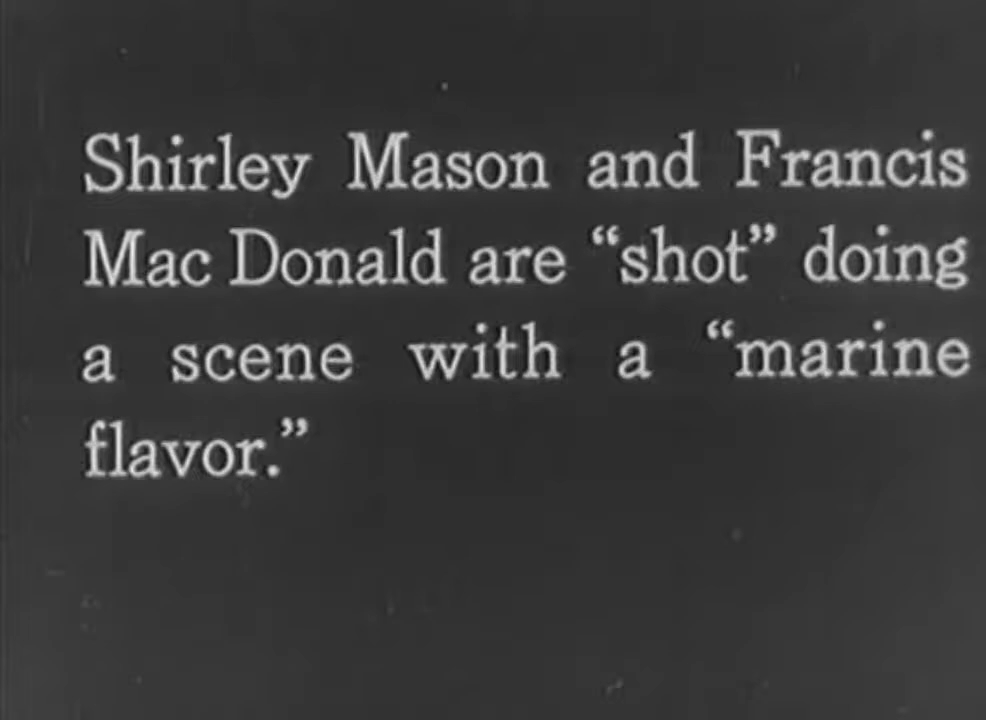 Shirley Mason and Francis
Mac Donald are “shot” doing
a scene with a “marine
flavor.”